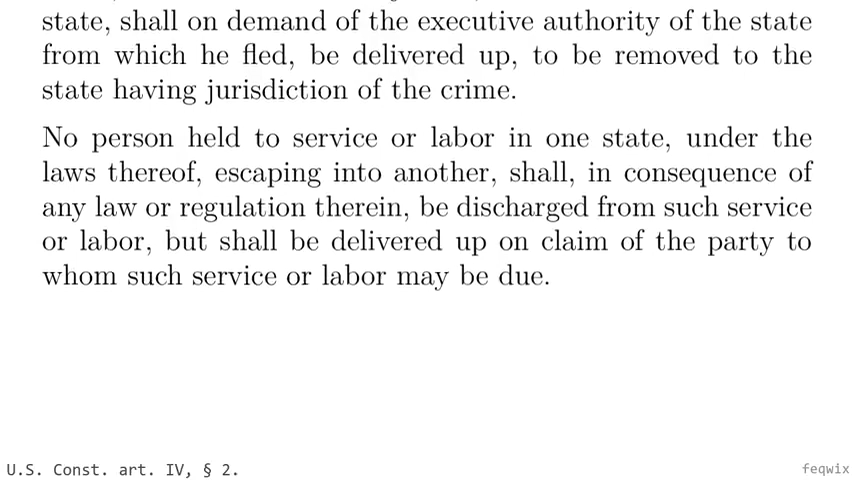 state, shall on demand of the executive authority of the state
from which he fled, be delivered up, to be removed to the
state having jurisdiction of the crime.
No person held to service or labor in one state, under the
laws thereof, escaping into another, shall, in consequence of
any law or regulation therein, be discharged from such service
or labor, but shall be delivered up on claim of the party to
whom such service or labor may be due.
U.S. Const. art. IV, § 2.
feqwix